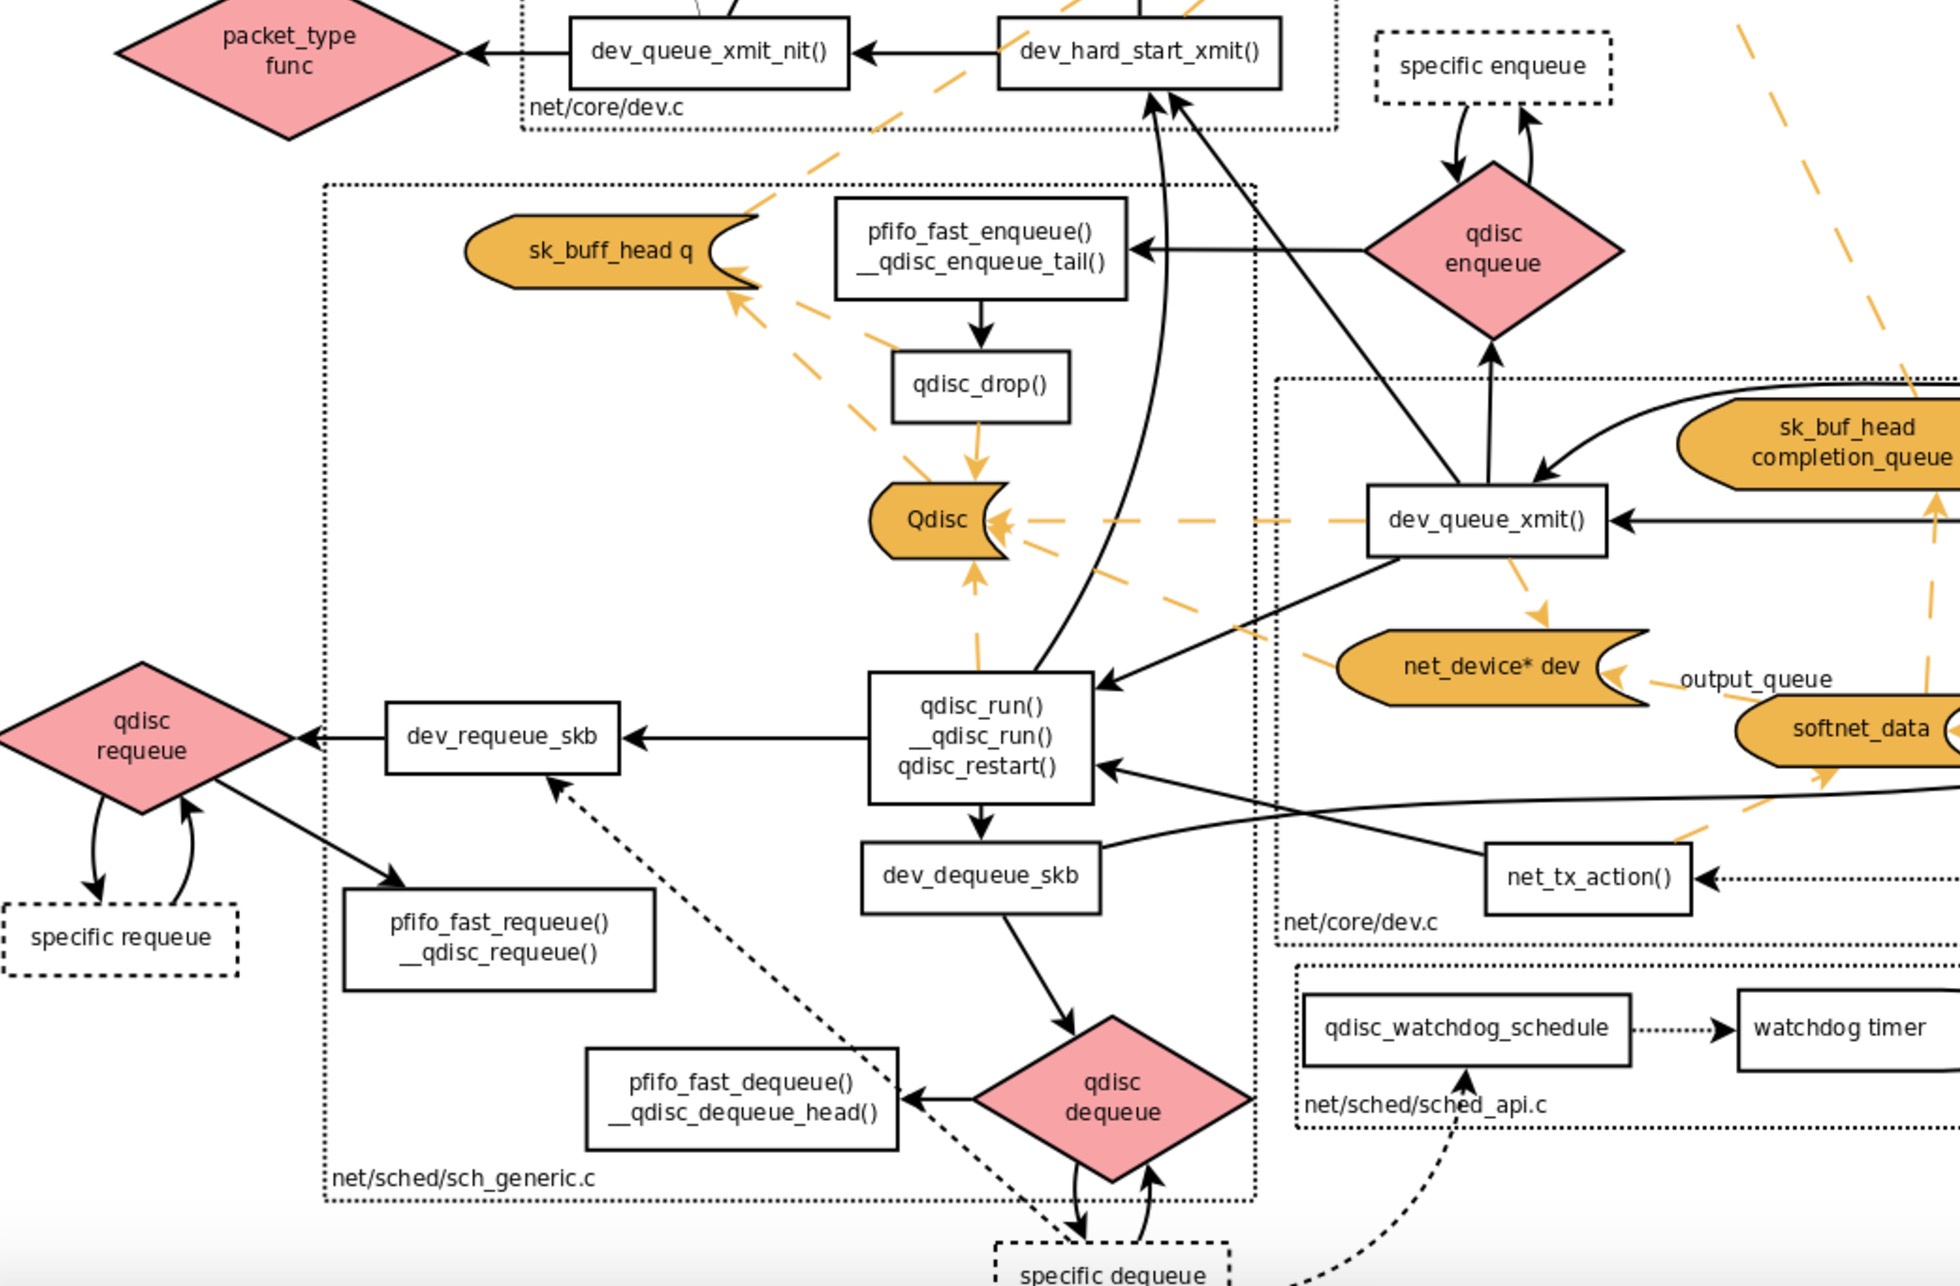 packet_type
func
dev_queue_xmit_nit()
dev_hard_start_xmit()
net/core/dev.c
specific enqueue
sk_buff_head q
pfifo_fast_enqueue()
__qdisc_enqueue_tail()
qdisc
enqueue
qdisc_drop()
sk_buf_head
completion_queue
Qdisc
dev_queue_xmit()
net_device* dev
output_queue
softnet_data
qdisc
requeue
dev_requeue_skb
qdisc_run()
__qdisc_run()
qdisc_restart()
dev_dequeue_skb
net_tx_action()
net/core/dev.c
specific requeue
pfifo_fast_requeue()
__qdisc_requeue()
qdisc_watchdog_schedule
watchdog timer
net/sched/sched_api.c
pfifo_fast_dequeue()
__qdisc_dequeue_head()
qdisc
dequeue
net/sched/sch_generic.c
specific dequeue